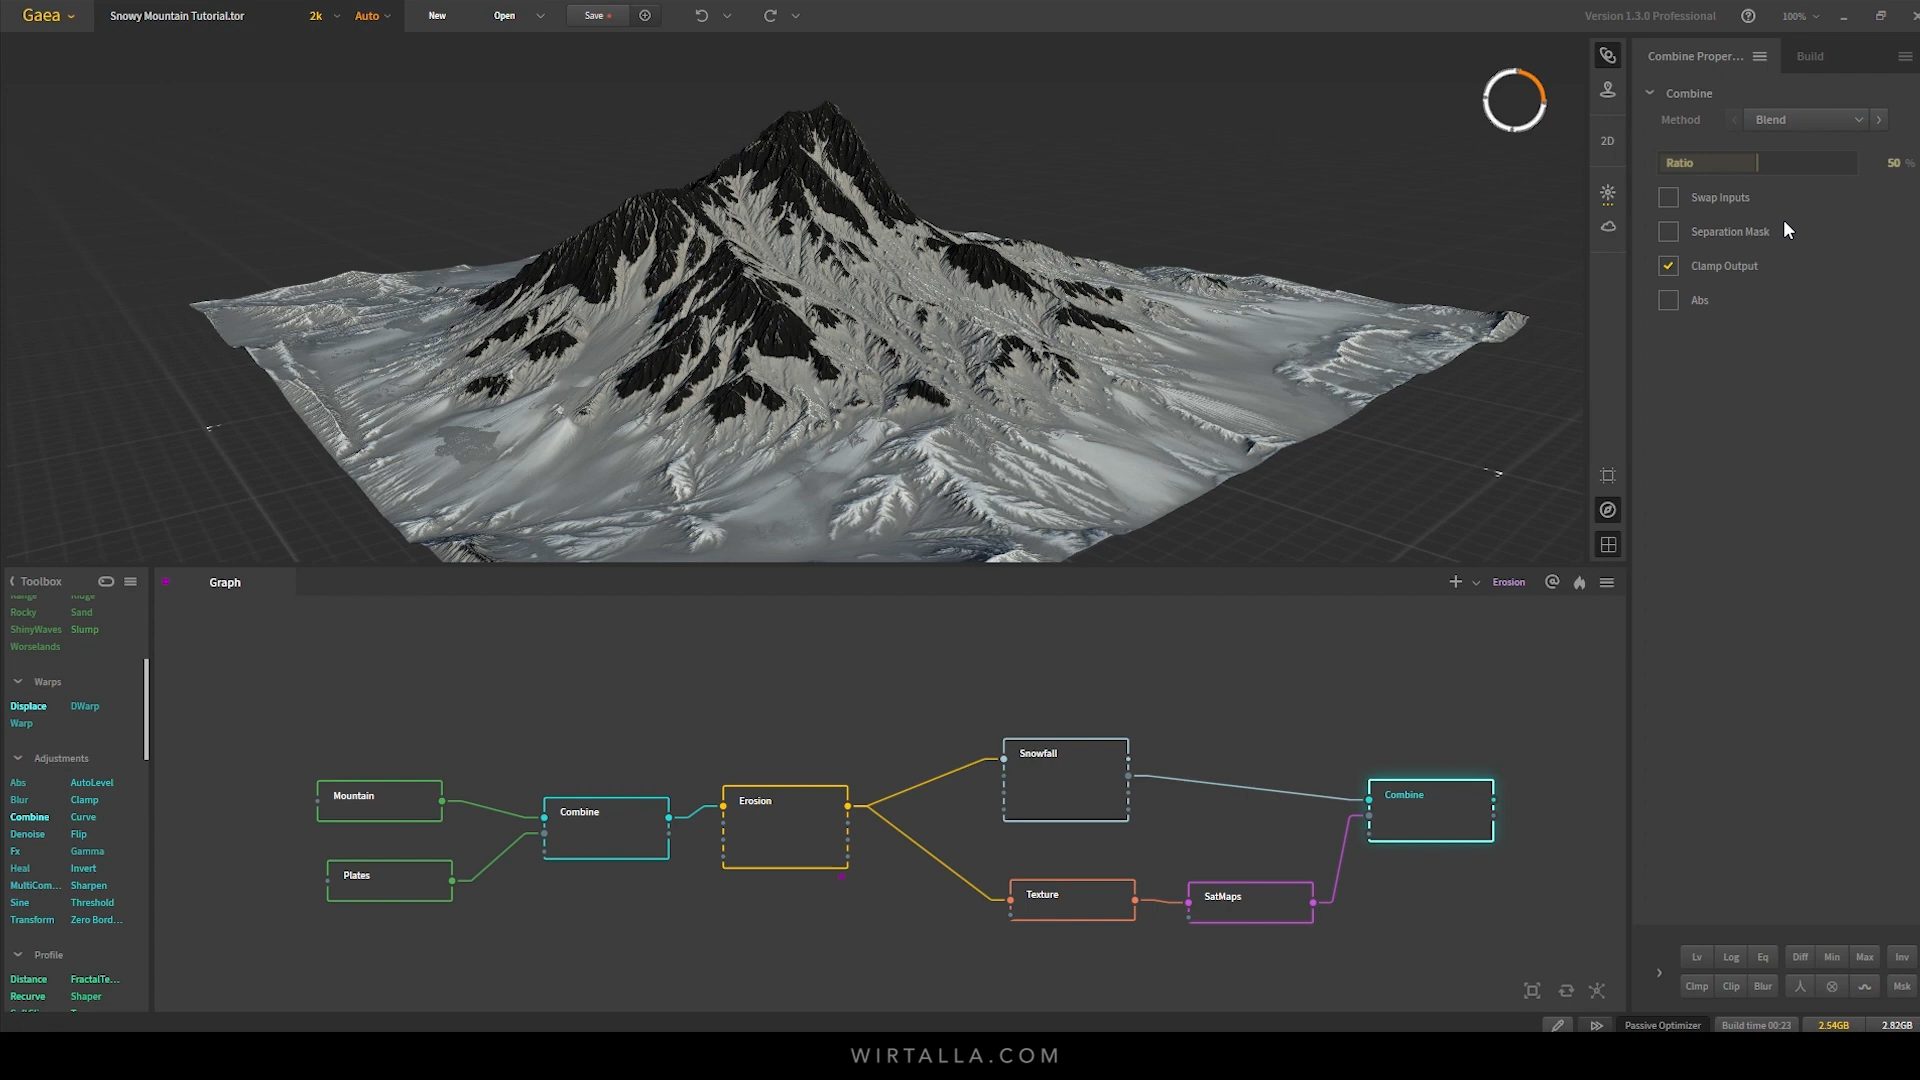 Gaea
Snowy Mountain Tutorial.tor
2k
Auto
New
Open
Save
Version 1.3.0 Professional
100%
Combine Proper...
Build
Combine
Method
Blend
Ratio
50 %
Swap Inputs
Separation Mask
Clamp Output
Abs
2D
Toolbox
Rocky Sand
ShinyWaves Slump
Worselands
Warps
Displace DWarp
Warp
Adjustments
Abs AutoLevel
Blur Clamp
Combine Curve
Denoise Flip
Fx Gamma
Heal Invert
MultiCom... Sharpen
Sine Threshold
Transform Zero Bord...
Profile
Distance FractalTe...
Recurve Shaper
Graph
Erosion
Mountain
Plates
Combine
Erosion
Snowfall
Texture
SatMaps
Combine
Lv Log Eq Diff Min Max Inv
Clmp Clip Blur Msk
Passive Optimizer
Build time 00:23
2.54GB
2.82GB
WIRTALLA.COM